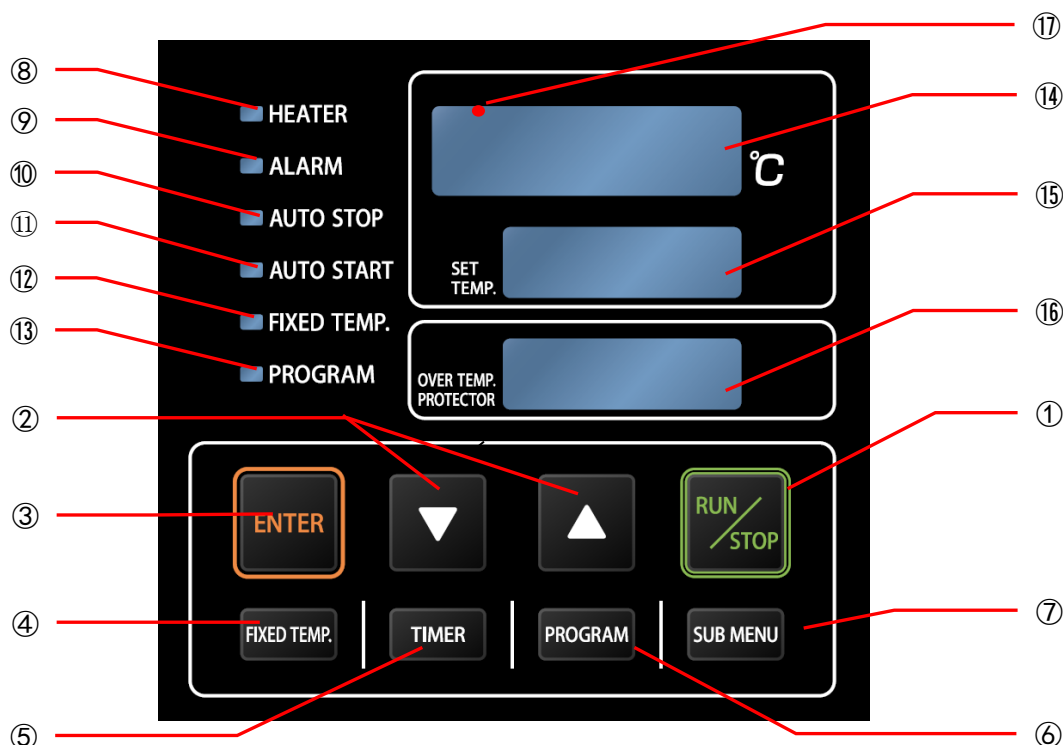 ⑰
⑧ HEATER
⑭
℃
⑨ ALARM
⑩ AUTO STOP
⑮
⑪ AUTO START
SET
TEMP.
⑫ FIXED TEMP.
⑯
⑬ PROGRAM
OVER TEMP.
PROTECTOR
②
①
③ ENTER
▼
▲
RUN/STOP
④ FIXED TEMP.
TIMER
PROGRAM
SUB MENU
⑦
⑤
⑥